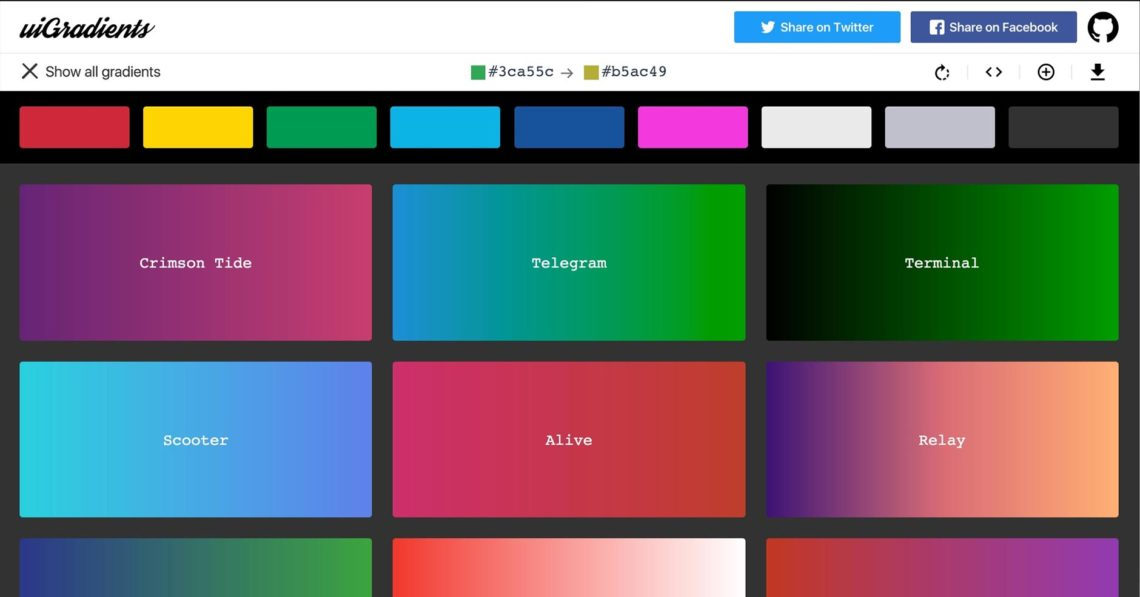 uiGradients
Share on Twitter
Share on Facebook
Show all gradients
#3ca55c → #b5ac49
Crimson Tide
Telegram
Terminal
Scooter
Alive
Relay